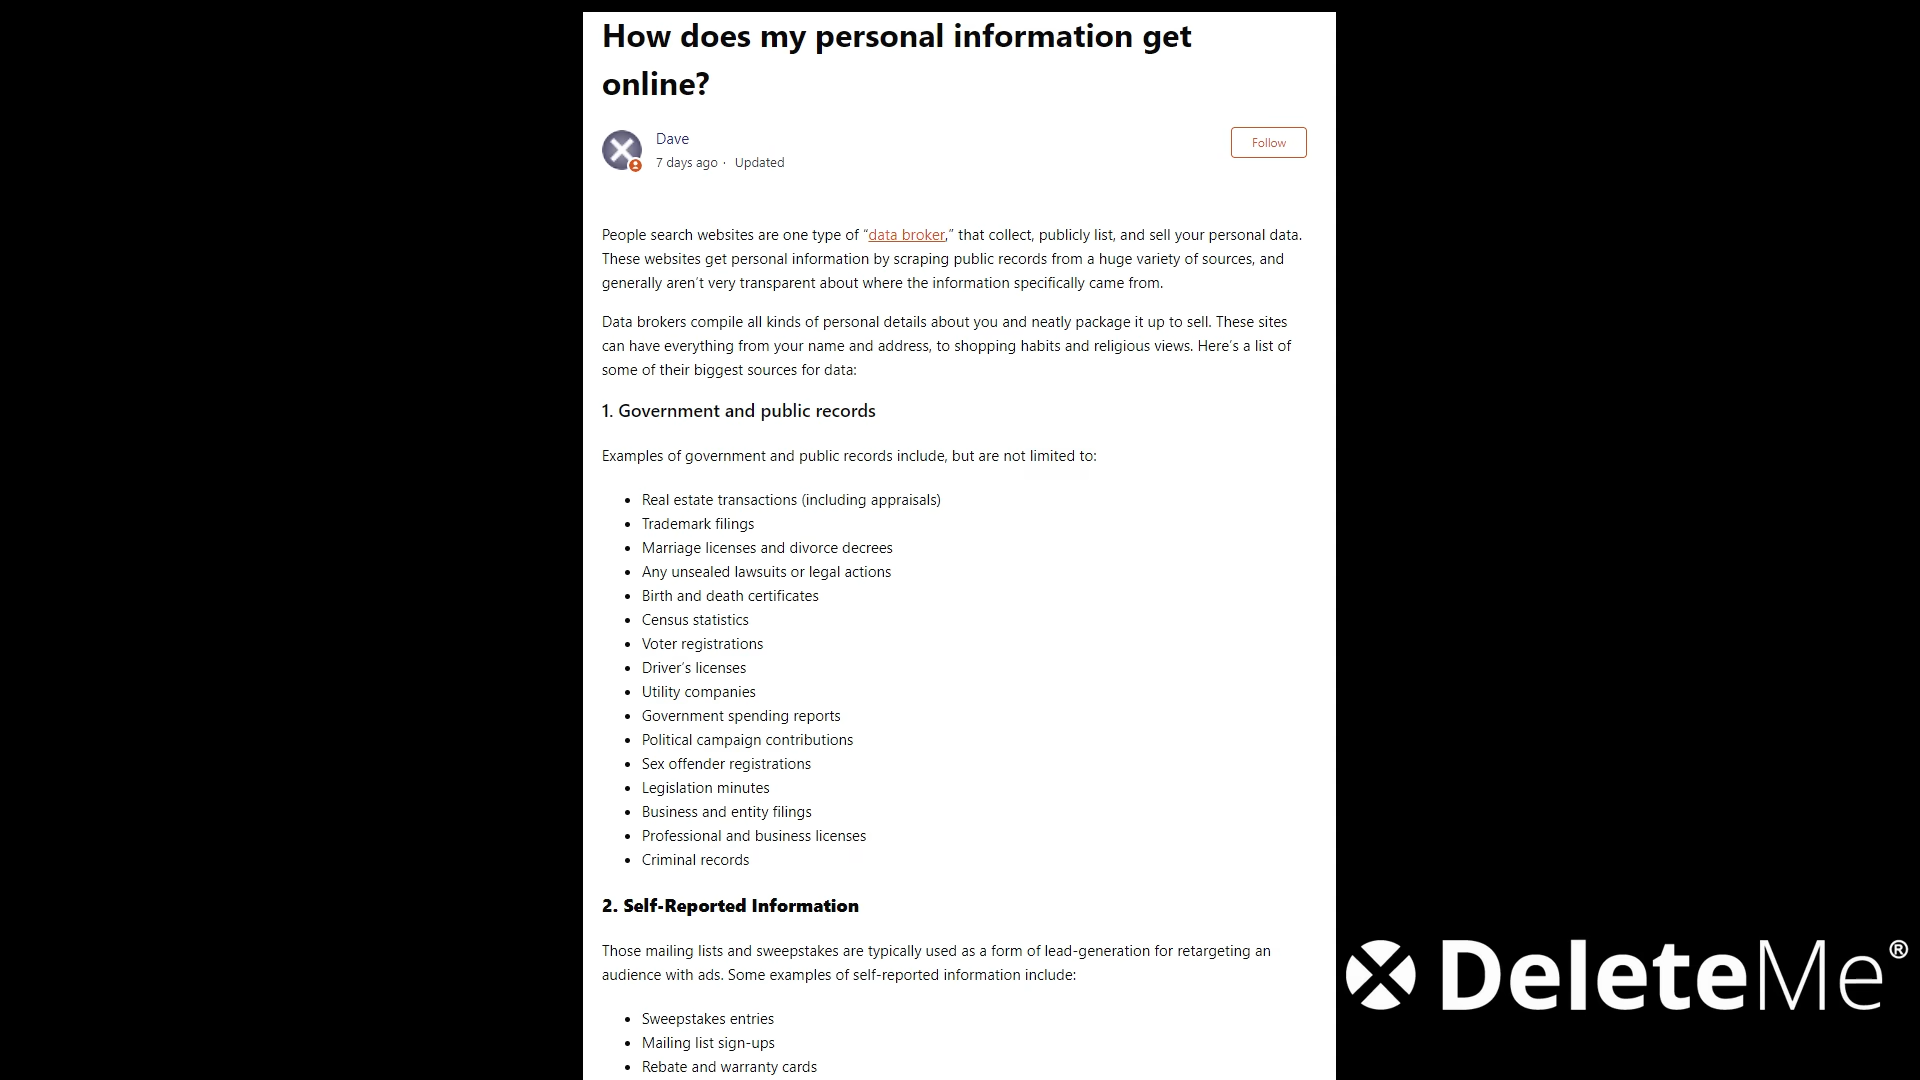 How does my personal information get
online?
Dave
7 days ago · Updated
Follow
People search websites are one type of “data broker,” that collect, publicly list, and sell your personal data.
These websites get personal information by scraping public records from a huge variety of sources, and
generally aren’t very transparent about where the information specifically came from.
Data brokers compile all kinds of personal details about you and neatly package it up to sell. These sites
can have everything from your name and address, to shopping habits and religious views. Here’s a list of
some of their biggest sources for data:
1. Government and public records
Examples of government and public records include, but are not limited to:
• Real estate transactions (including appraisals)
• Trademark filings
• Marriage licenses and divorce decrees
• Any unsealed lawsuits or legal actions
• Birth and death certificates
• Census statistics
• Voter registrations
• Driver’s licenses
• Utility companies
• Government spending reports
• Political campaign contributions
• Sex offender registrations
• Legislation minutes
• Business and entity filings
• Professional and business licenses
• Criminal records
2. Self-Reported Information
Those mailing lists and sweepstakes are typically used as a form of lead-generation for retargeting an
audience with ads. Some examples of self-reported information include:
• Sweepstakes entries
• Mailing list sign-ups
• Rebate and warranty cards
DeleteMe®